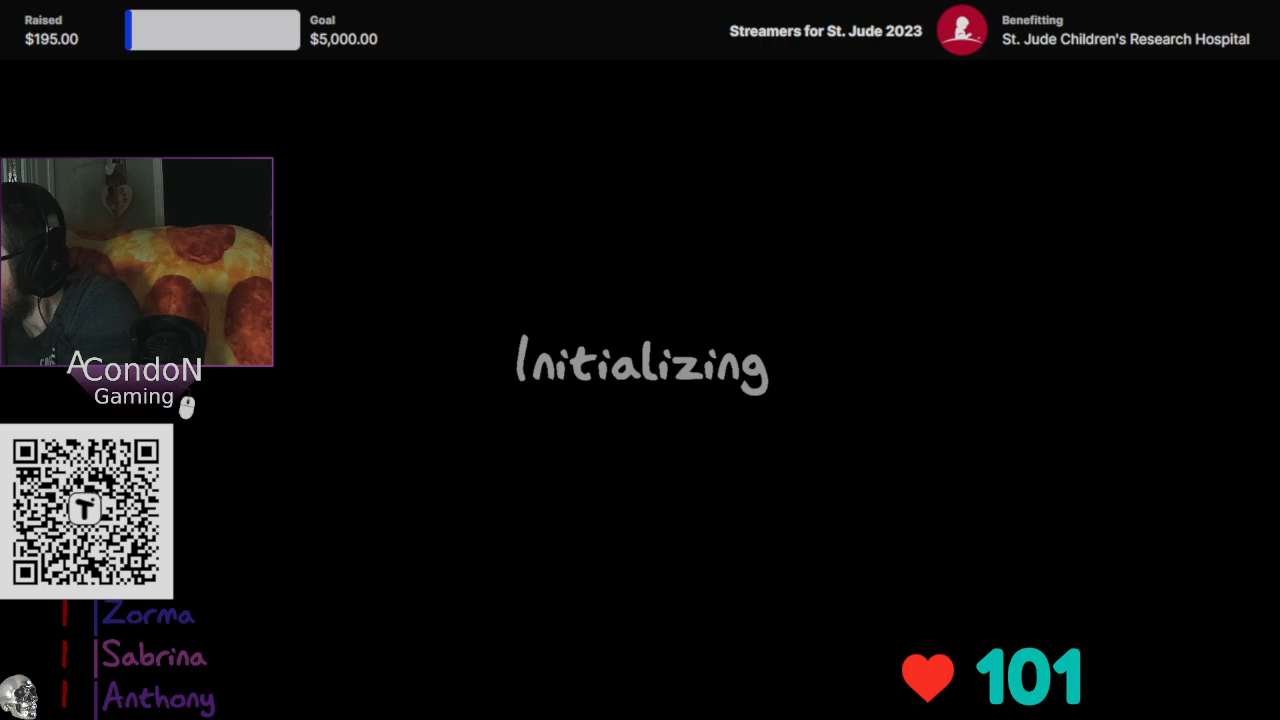 Raised
$195.00
Goal
$5,000.00
Streamers for St. Jude 2023
Benefitting
St. Jude Children's Research Hospital
ACondoN
Gaming
Initializing
T
Zorma
Sabrina
Anthony
101